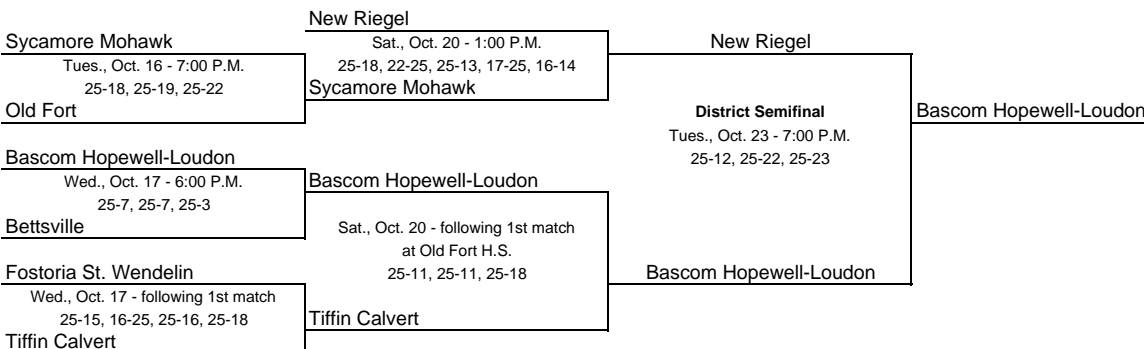 New Riegel
Sycamore Mohawk
Sat., Oct. 20 - 1:00 P.M.
New Riegel
Tues., Oct. 16 - 7:00 P.M.
25-18, 22-25, 25-13, 17-25, 16-14
25-18, 25-19, 25-22
Sycamore Mohawk
Old Fort
District Semifinal
Bascom Hopewell-Loudon
Tues., Oct. 23 - 7:00 P.M.
Bascom Hopewell-Loudon
25-12, 25-22, 25-23
Wed., Oct. 17 - 6:00 P.M.
Bascom Hopewell-Loudon
25-7, 25-7, 25-3
Bettsville
Sat., Oct. 20 - following 1st match
at Old Fort H.S.
Fostoria St. Wendelin
25-11, 25-11, 25-18
Bascom Hopewell-Loudon
Wed., Oct. 17 - following 1st match
25-15, 16-25, 25-16, 25-18
Tiffin Calvert
Tiffin Calvert